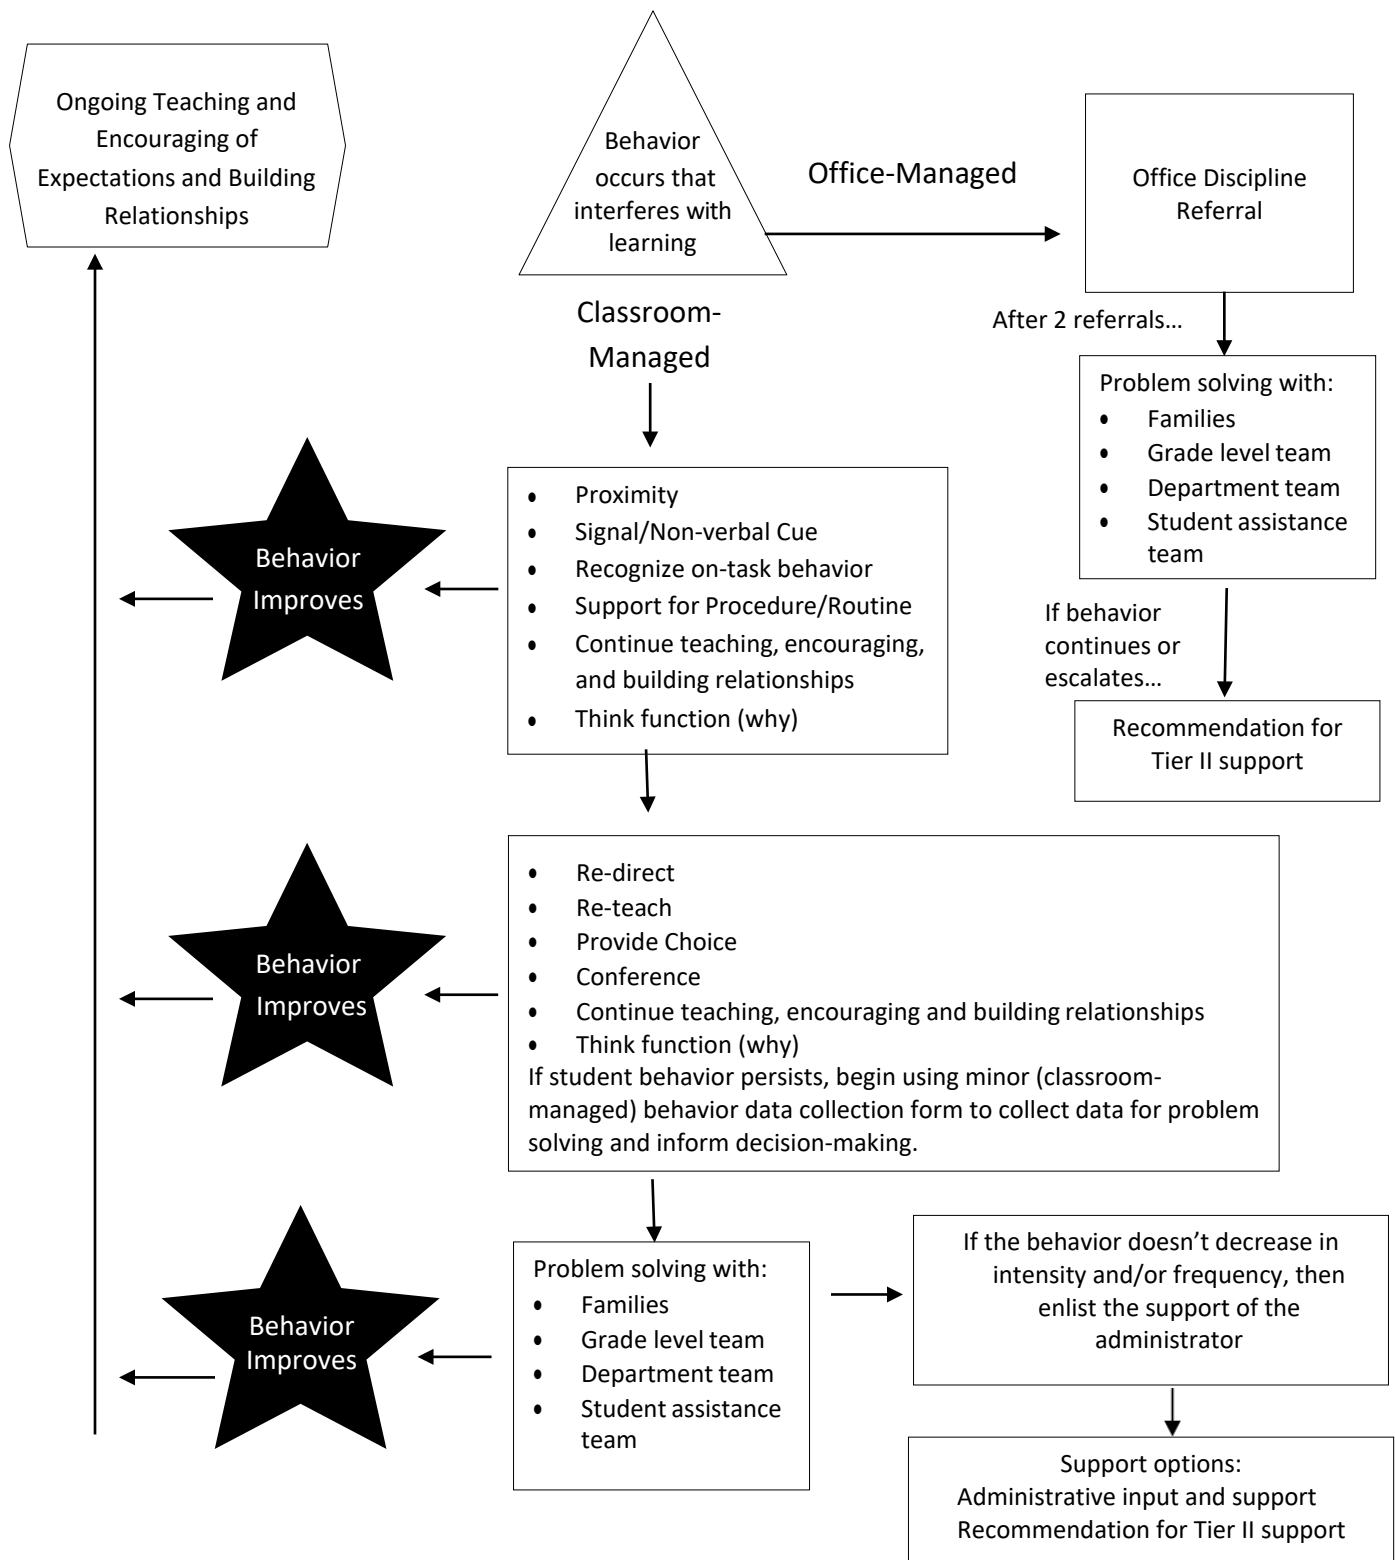 Ongoing Teaching and
Encouraging of
Expectations and Building
Relationships
Behavior
occurs that
interferes with
learning
Office-Managed
Office Discipline
Referral
Classroom-
Managed
After 2 referrals…
Problem solving with:
• Families
• Grade level team
• Department team
• Student assistance
team
If behavior
continues or
escalates…
Recommendation for
Tier II support
Behavior
Improves
• Proximity
• Signal/Non-verbal Cue
• Recognize on-task behavior
• Support for Procedure/Routine
• Continue teaching, encouraging,
and building relationships
• Think function (why)
Behavior
Improves
• Re-direct
• Re-teach
• Provide Choice
• Conference
• Continue teaching, encouraging and building relationships
• Think function (why)
If student behavior persists, begin using minor (classroom-
managed) behavior data collection form to collect data for problem
solving and inform decision-making.
Behavior
Improves
Problem solving with:
• Families
• Grade level team
• Department team
• Student assistance
team
If the behavior doesn’t decrease in
intensity and/or frequency, then
enlist the support of the
administrator
Support options:
Administrative input and support
Recommendation for Tier II support